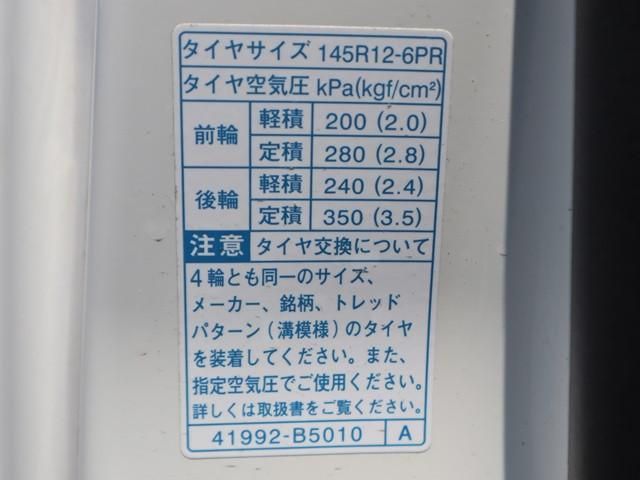 タイヤサイズ 145R12-6PR
タイヤ空気圧 kPa(kgf/cm²)
前輪 軽積 200 (2.0)
定積 280 (2.8)
後輪 軽積 240 (2.4)
定積 350 (3.5)
注意 タイヤ交換について
4輪とも同一のサイズ、
メーカー、銘柄、トレッド
パターン(溝模様)のタイヤ
を装着してください。また、
指定空気圧でご使用ください。
詳しくは取扱書をご覧ください。
41992-B5010 A